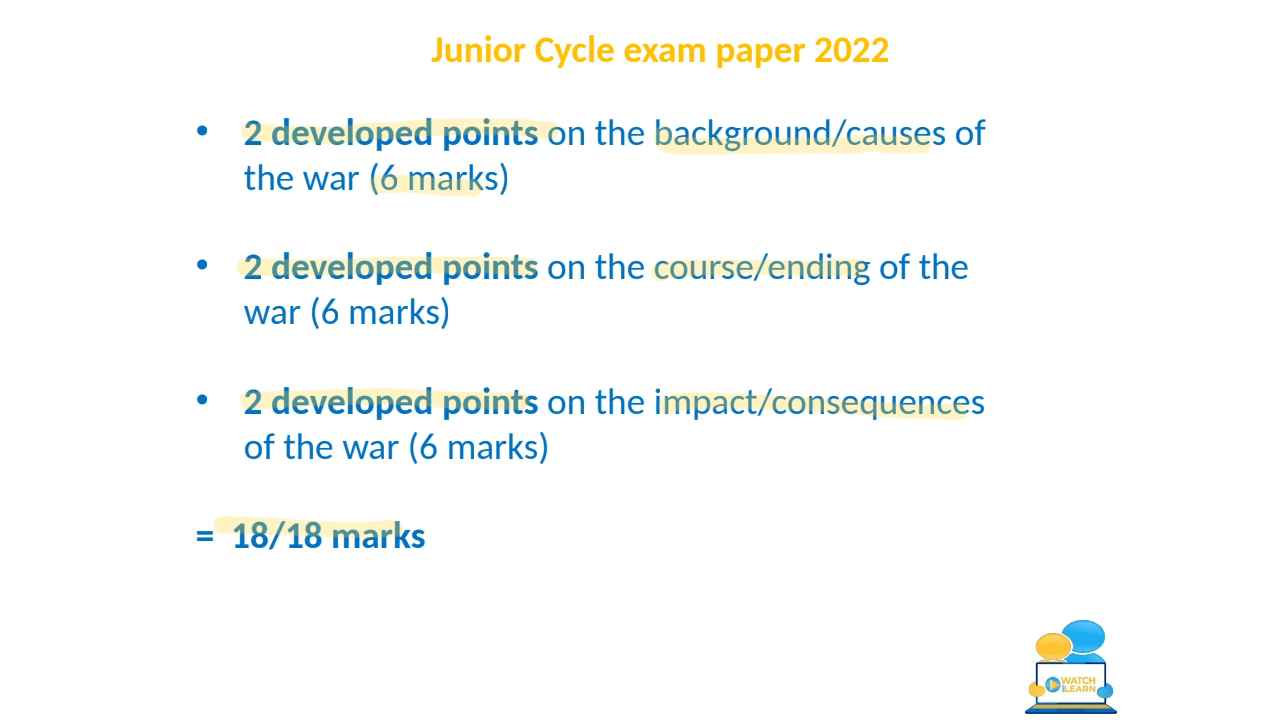 Junior Cycle exam paper 2022
• 2 developed points on the background/causes of
the war (6 marks)
• 2 developed points on the course/ending of the
war (6 marks)
• 2 developed points on the impact/consequences
of the war (6 marks)
= 18/18 marks
WATCH
LEARN